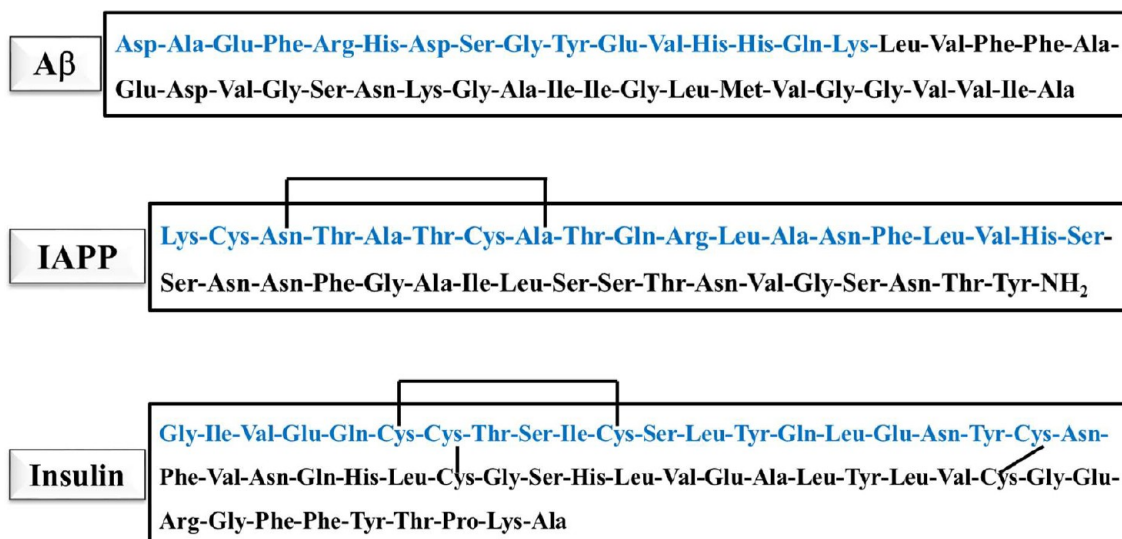 Aβ
Asp-Ala-Glu-Phe-Arg-His-Asp-Ser-Gly-Tyr-Glu-Val-His-His-Gln-Lys-Leu-Val-Phe-Phe-Ala-
Glu-Asp-Val-Gly-Ser-Asn-Lys-Gly-Ala-Ile-Ile-Gly-Leu-Met-Val-Gly-Gly-Val-Val-Ile-Ala
IAPP
Lys-Cys-Asn-Thr-Ala-Thr-Cys-Ala-Thr-Gln-Arg-Leu-Ala-Asn-Phe-Leu-Val-His-Ser-
Ser-Asn-Asn-Phe-Gly-Ala-Ile-Leu-Ser-Ser-Thr-Asn-Val-Gly-Ser-Asn-Thr-Tyr-NH₂
Insulin
Gly-Ile-Val-Glu-Gln-Cys-Cys-Thr-Ser-Ile-Cys-Ser-Leu-Tyr-Gln-Leu-Glu-Asn-Tyr-Cys-Asn-
Phe-Val-Asn-Gln-His-Leu-Cys-Gly-Ser-His-Leu-Val-Glu-Ala-Leu-Tyr-Leu-Val-Cys-Gly-Glu-
Arg-Gly-Phe-Phe-Tyr-Thr-Pro-Lys-Ala